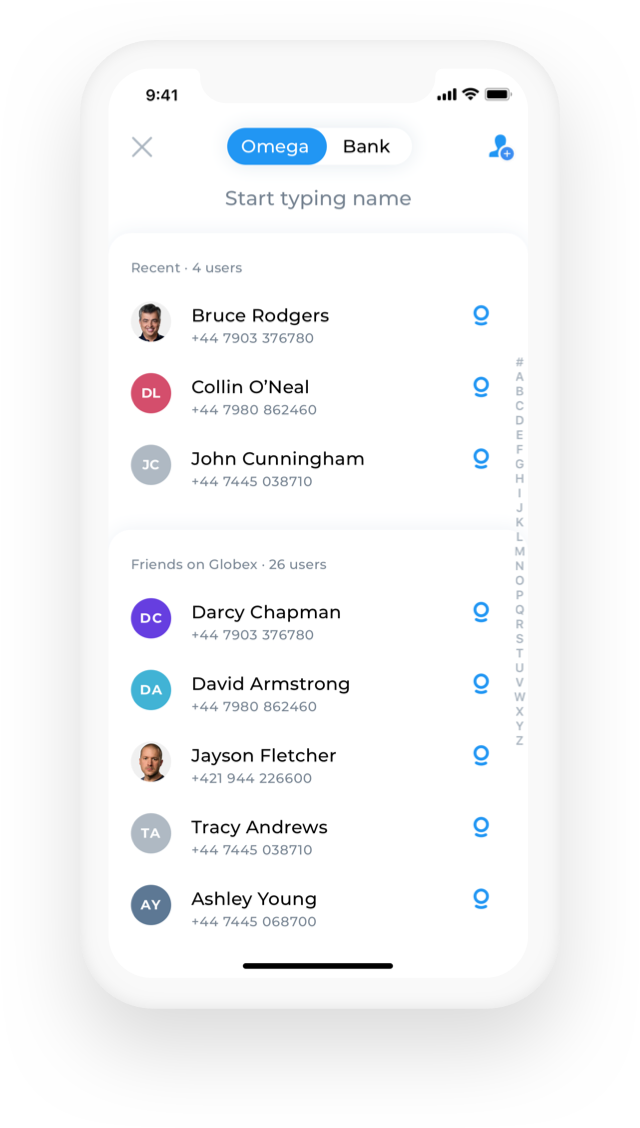 9:41
Omega
Bank
Start typing name
Recent · 4 users
Bruce Rodgers
+44 7903 376780
DL
Collin O’Neal
+44 7980 862460
JC
John Cunningham
+44 7445 038710
Friends on Globex · 26 users
DC
Darcy Chapman
+44 7903 376780
DA
David Armstrong
+44 7980 862460
Jayson Fletcher
+421 944 226600
TA
Tracy Andrews
+44 7445 038710
AY
Ashley Young
+44 7445 068700
#
A
B
C
D
E
F
G
H
I
J
K
L
M
N
O
P
Q
R
S
T
U
V
W
X
Y
Z